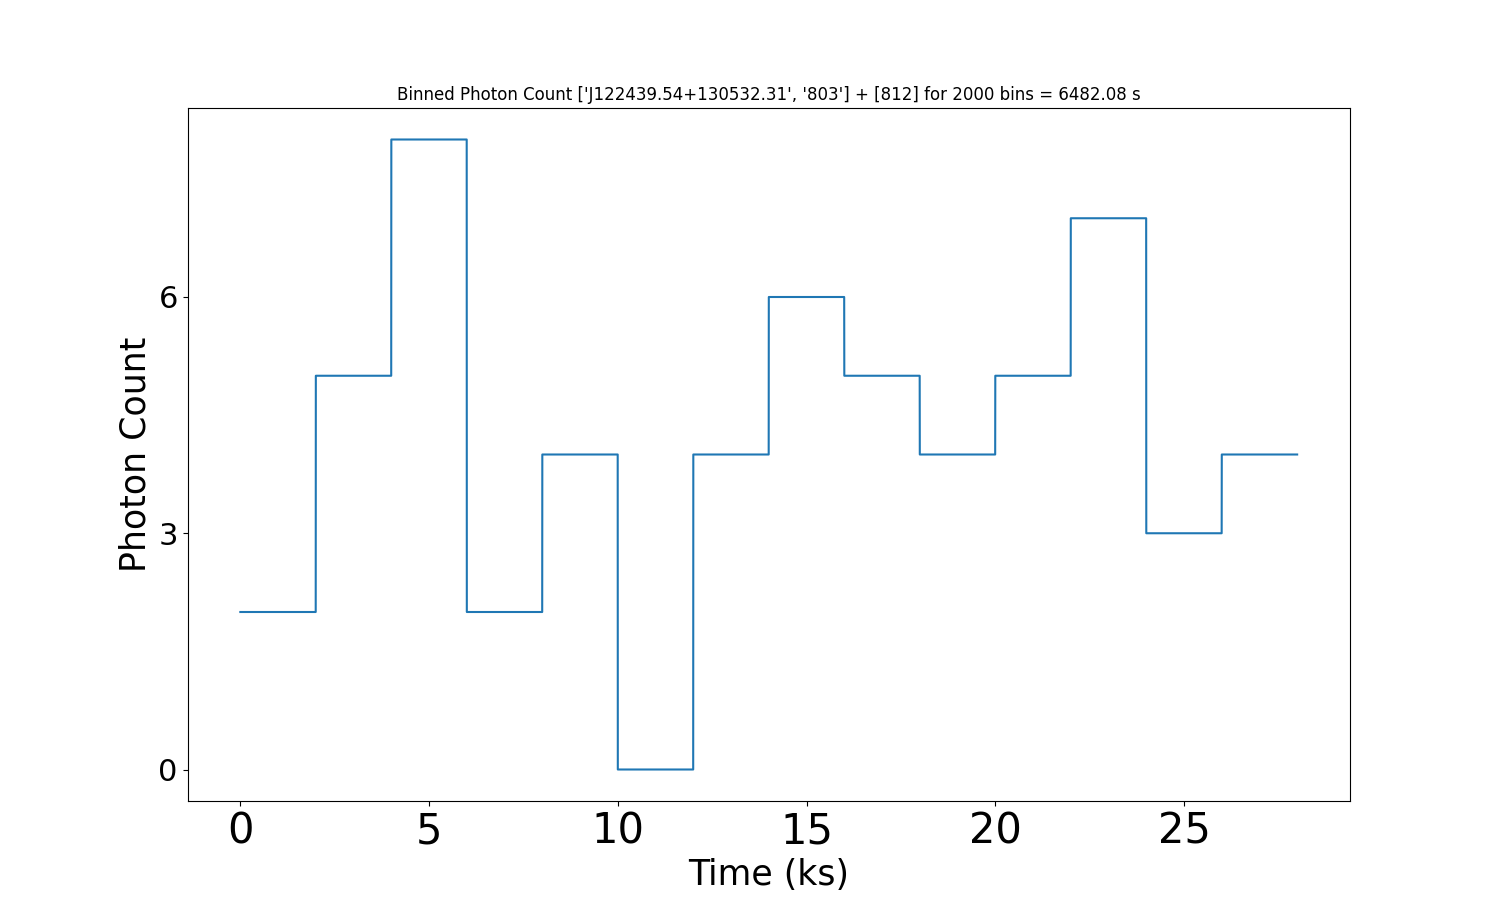 Binned Photon Count ['J122439.54+130532.31', '803'] + [812] for 2000 bins = 6482.08 s
6
3
0
Photon Count
0 5 10 15 20 25
Time (ks)